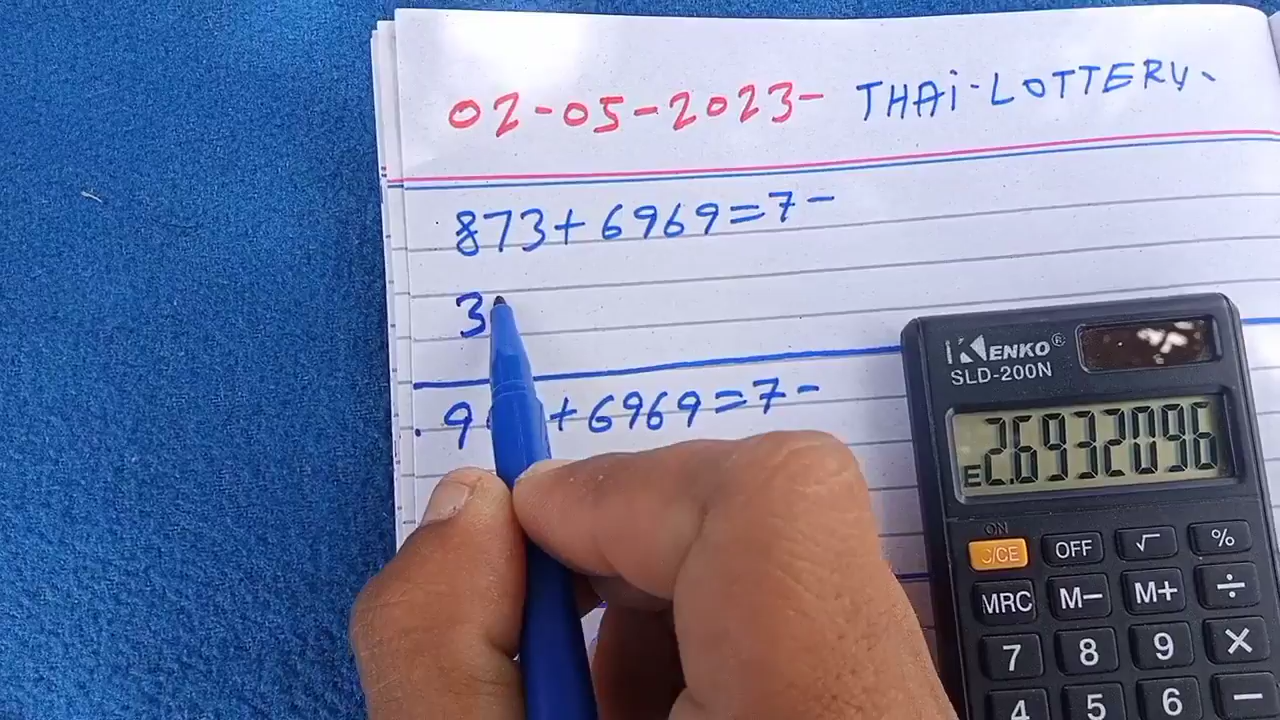 02-05-2023- THAi-LOTTERY.
873+6969=7-
3
.9 +6969=7-
KENKO®
SLD-200N
E2.6932096
ON
C/CE OFF √ %
MRC M− M+ ÷
7 8 9 ×
4 5 6 −